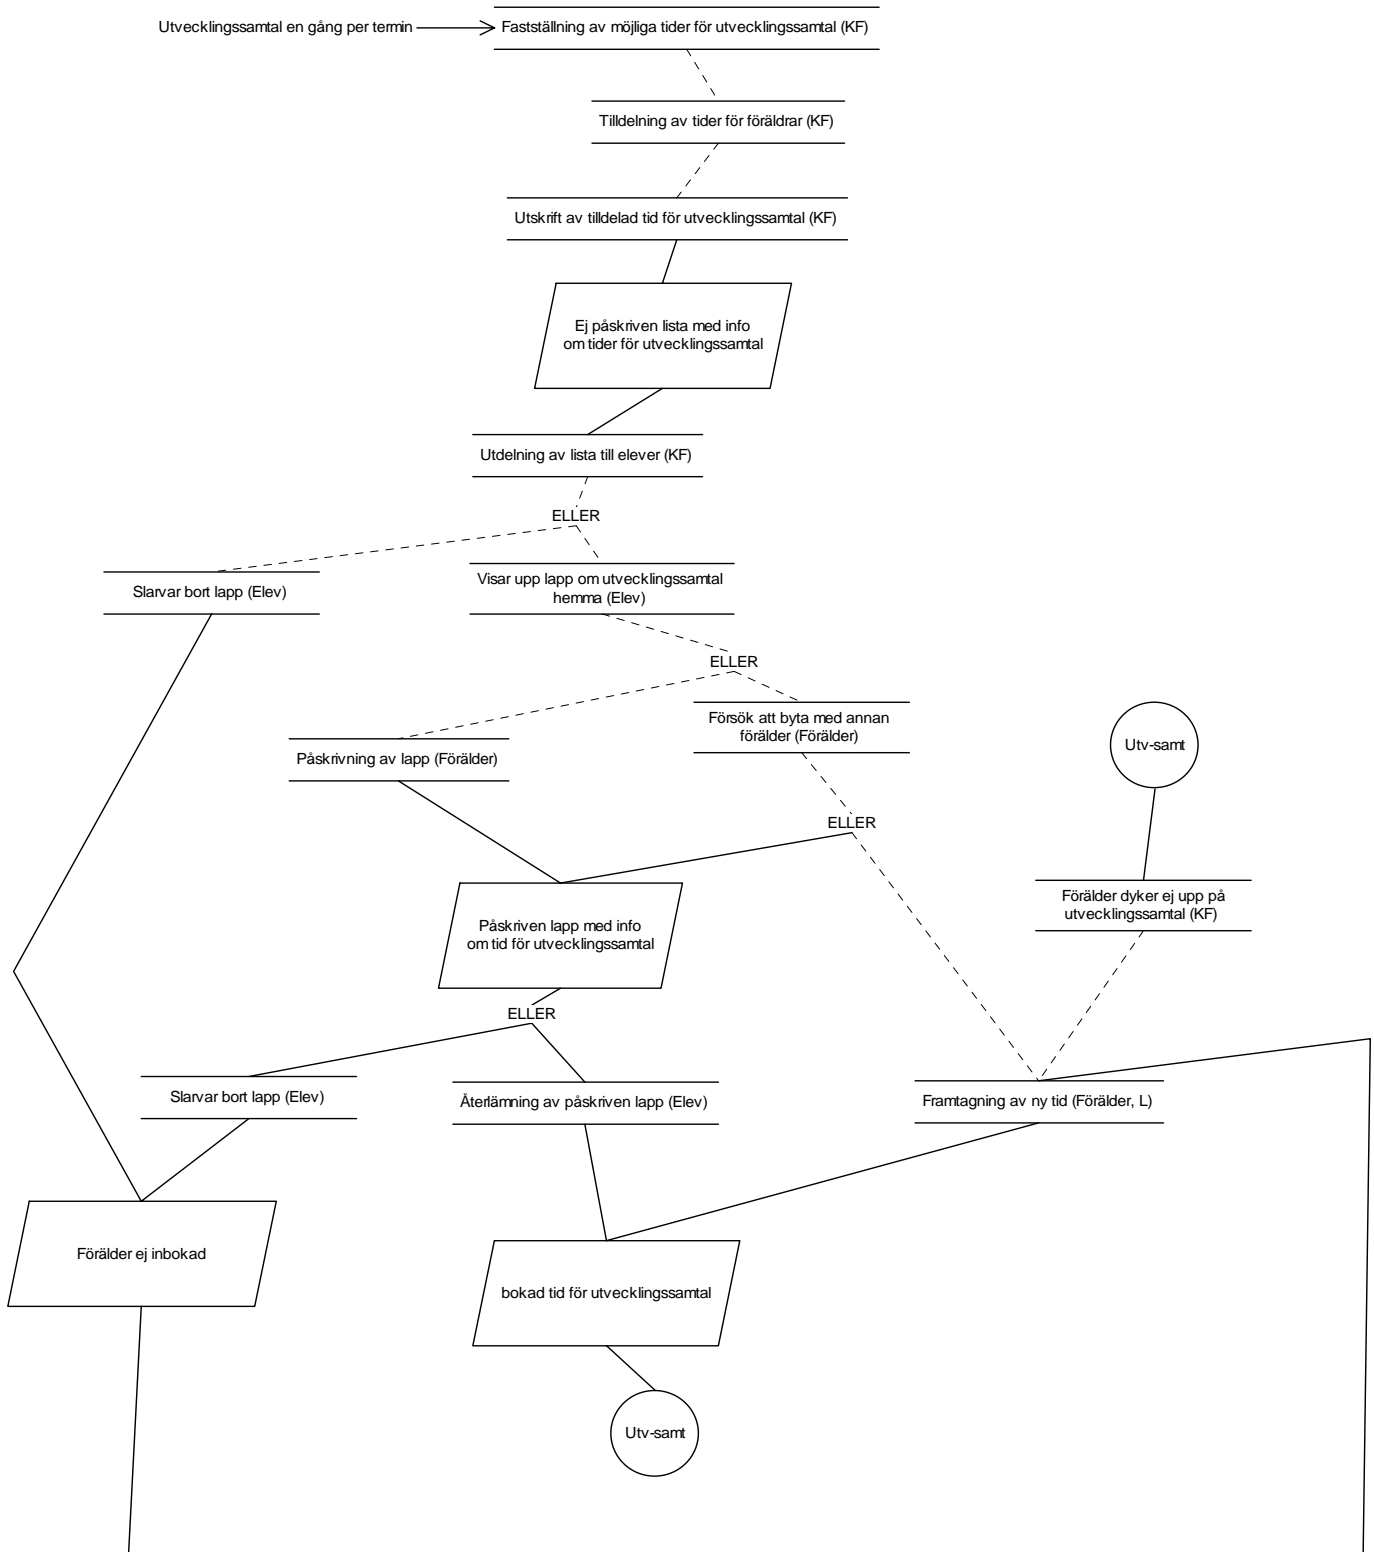 Utvecklingssamtal en gång per termin
Fastställning av möjliga tider för utvecklingssamtal (KF)
Tilldelning av tider för föräldrar (KF)
Utskrift av tilldelad tid för utvecklingssamtal (KF)
Ej påskriven lista med info
om tider för utvecklingssamtal
Utdelning av lista till elever (KF)
ELLER
Slarvar bort lapp (Elev)
Visar upp lapp om utvecklingssamtal
hemma (Elev)
ELLER
Försök att byta med annan
förälder (Förälder)
Utv-samt
Påskrivning av lapp (Förälder)
ELLER
Förälder dyker ej upp på
utvecklingssamtal (KF)
Påskriven lapp med info
om tid för utvecklingssamtal
ELLER
Slarvar bort lapp (Elev)
Återlämning av påskriven lapp (Elev)
Framtagning av ny tid (Förälder, L)
Förälder ej inbokad
bokad tid för utvecklingssamtal
Utv-samt